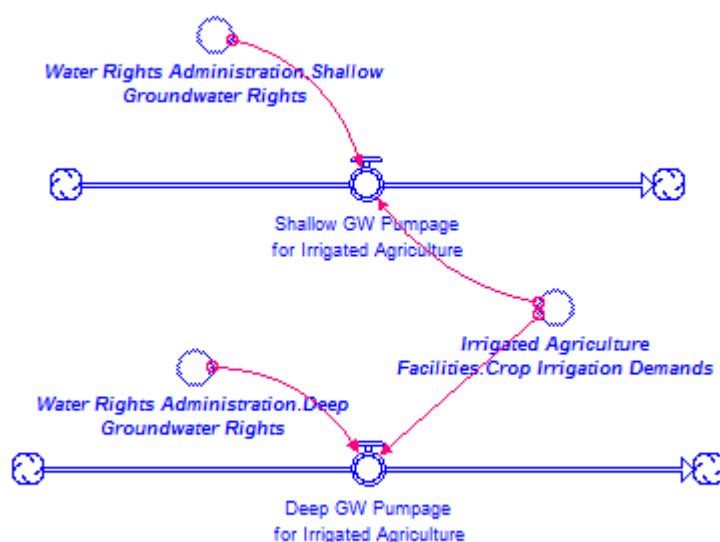 Water Rights Administration.Shallow
Groundwater Rights
Shallow GW Pumpage
for Irrigated Agriculture
Irrigated Agriculture
Facilities.Crop Irrigation Demands
Water Rights Administration.Deep
Groundwater Rights
Deep GW Pumpage
for Irrigated Agriculture